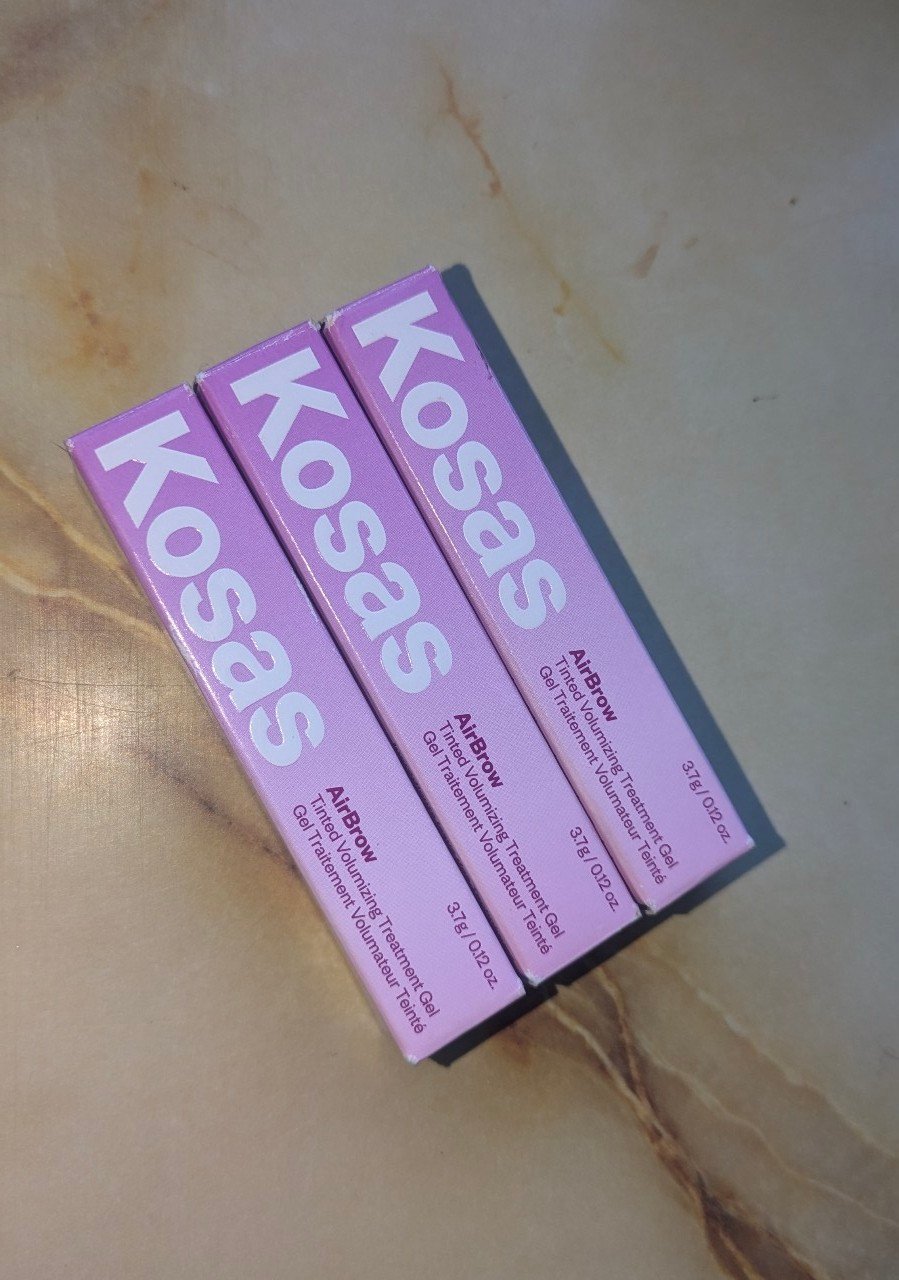 Kosas
AirBrow
Tinted Volumizing Treatment Gel
Gel Traitement Volumateur Teinté
3.7g / 0.12 oz.
Kosas
AirBrow
Tinted Volumizing Treatment Gel
Gel Traitement Volumateur Teinté
3.7g / 0.12 oz.
Kosas
AirBrow
Tinted Volumizing Treatment Gel
Gel Traitement Volumateur Teinté
3.7g / 0.12 oz.